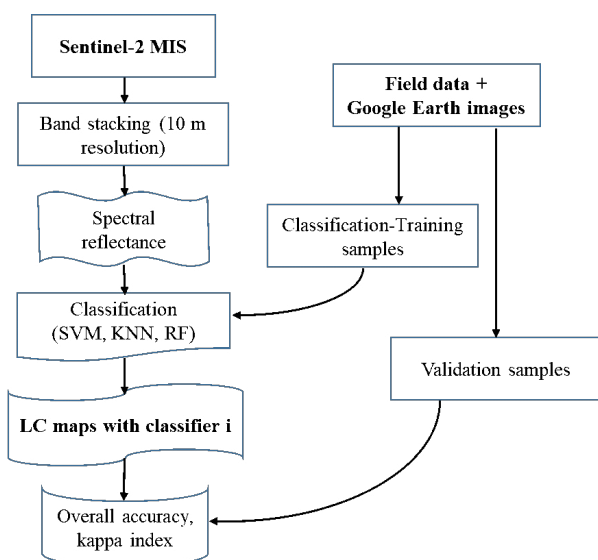 Sentinel-2 MIS
Field data +
Google Earth images
Band stacking (10 m
resolution)
Spectral
reflectance
Classification-Training
samples
Classification
(SVM, KNN, RF)
Validation samples
LC maps with classifier i
Overall accuracy,
kappa index